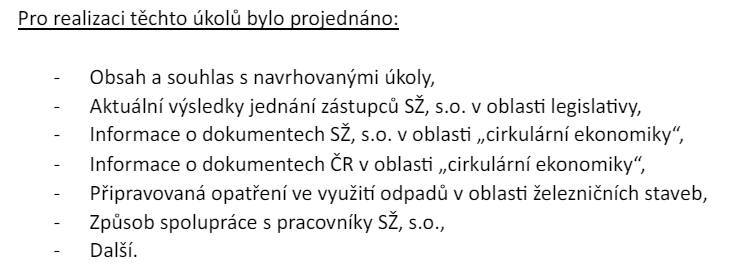 Pro realizaci těchto úkolů bylo projednáno:
- Obsah a souhlas s navrhovanými úkoly,
- Aktuální výsledky jednání zástupců SŽ, s.o. v oblasti legislativy,
- Informace o dokumentech SŽ, s.o. v oblasti „cirkulární ekonomiky“,
- Informace o dokumentech ČR v oblasti „cirkulární ekonomiky“,
- Připravovaná opatření ve využití odpadů v oblasti železničních staveb,
- Způsob spolupráce s pracovníky SŽ, s.o.,
- Další.